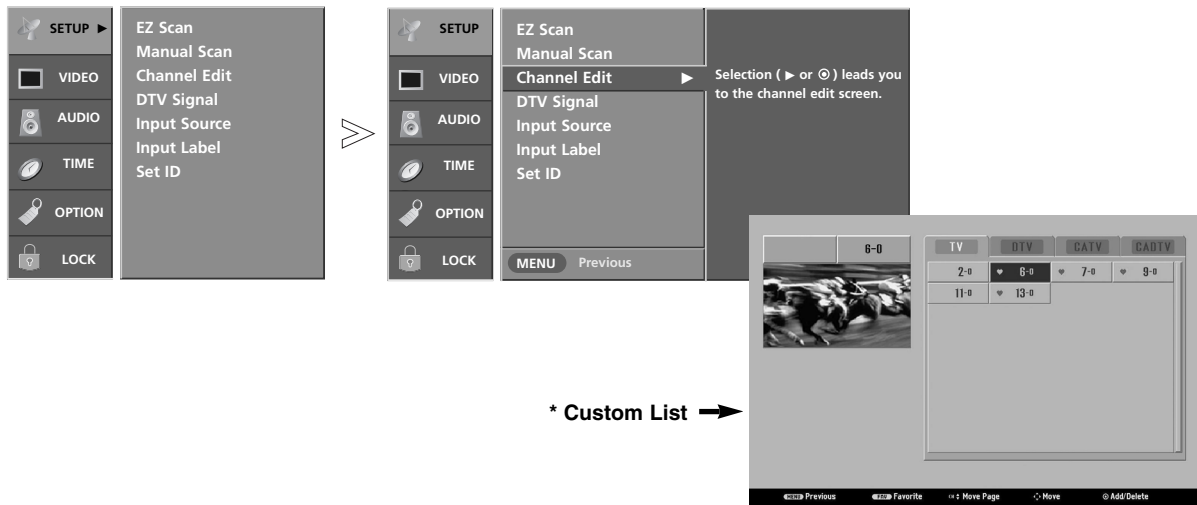 SETUP ►
VIDEO
AUDIO
TIME
OPTION
LOCK
EZ Scan
Manual Scan
Channel Edit
DTV Signal
Input Source
Input Label
Set ID
SETUP
VIDEO
AUDIO
TIME
OPTION
LOCK
EZ Scan
Manual Scan
Channel Edit ►
DTV Signal
Input Source
Input Label
Set ID
MENU Previous
Selection ( ► or ⊙ ) leads you
to the channel edit screen.
* Custom List
6-0
TV DTV CATV CADTV
2-0 ♥ 6-0 ♥ 7-0 ♥ 9-0
11-0 ♥ 13-0
MENU Previous FAV Favorite CH Move Page Move ⊙ Add/Delete